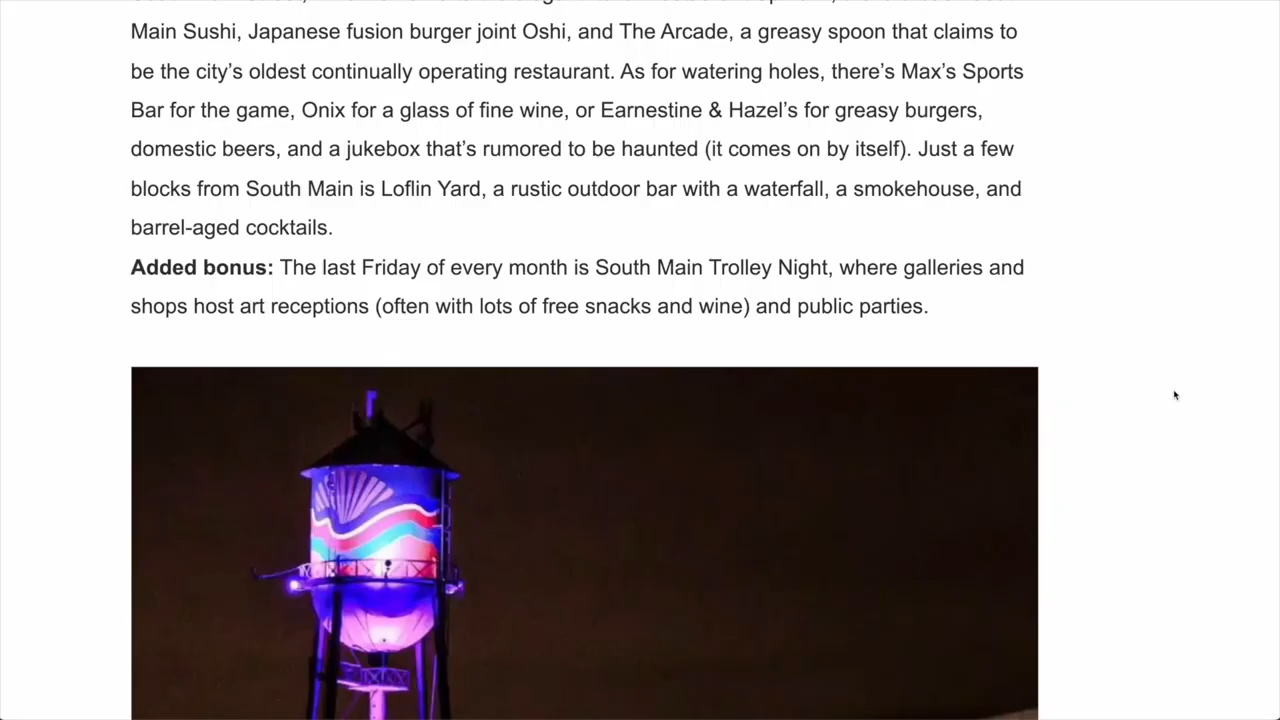 Main Sushi, Japanese fusion burger joint Oshi, and The Arcade, a greasy spoon that claims to
be the city’s oldest continually operating restaurant. As for watering holes, there’s Max’s Sports
Bar for the game, Onix for a glass of fine wine, or Earnestine & Hazel’s for greasy burgers,
domestic beers, and a jukebox that’s rumored to be haunted (it comes on by itself). Just a few
blocks from South Main is Loflin Yard, a rustic outdoor bar with a waterfall, a smokehouse, and
barrel-aged cocktails.
Added bonus: The last Friday of every month is South Main Trolley Night, where galleries and
shops host art receptions (often with lots of free snacks and wine) and public parties.